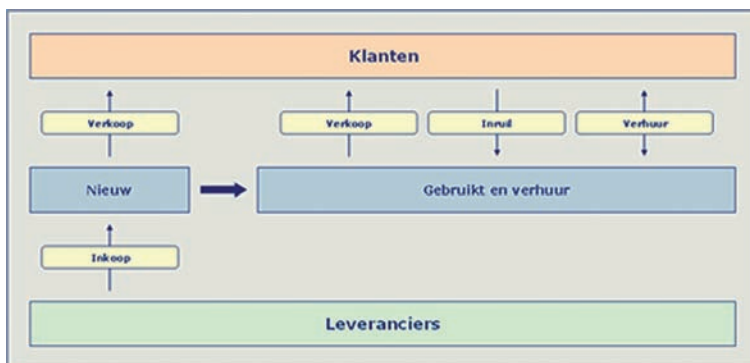 Klanten
Verkoop
Verkoop
Inruil
Verhuur
Nieuw
Gebruikt en verhuur
Inkoop
Leveranciers